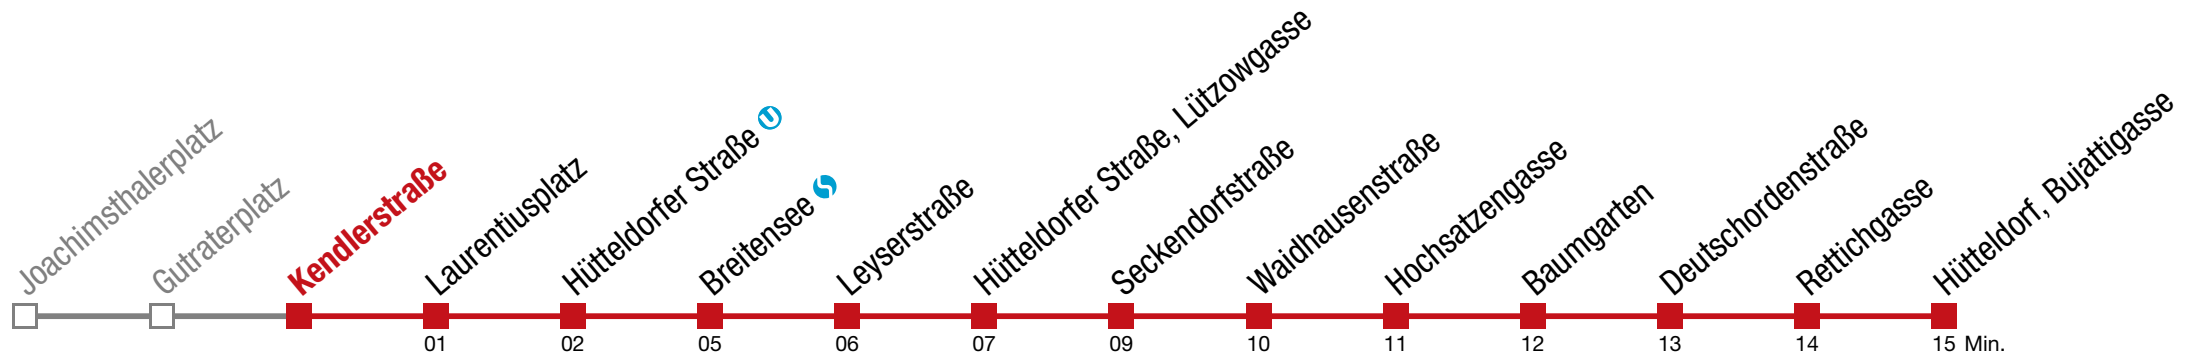 Joachimsthalerplatz
Gutraterplatz
Kendlerstraße
Laurentiusplatz
Hütteldorfer Straße U
Breitensee S
Leyserstraße
Hütteldorfer Straße, Lützowgasse
Seckendorfstraße
Waidhausenstraße
Hochsatzengasse
Baumgarten
Deutschordenstraße
Rettichgasse
Hütteldorf, Bujattigasse
01 02 05 06 07 09 10 11 12 13 14 15 Min.